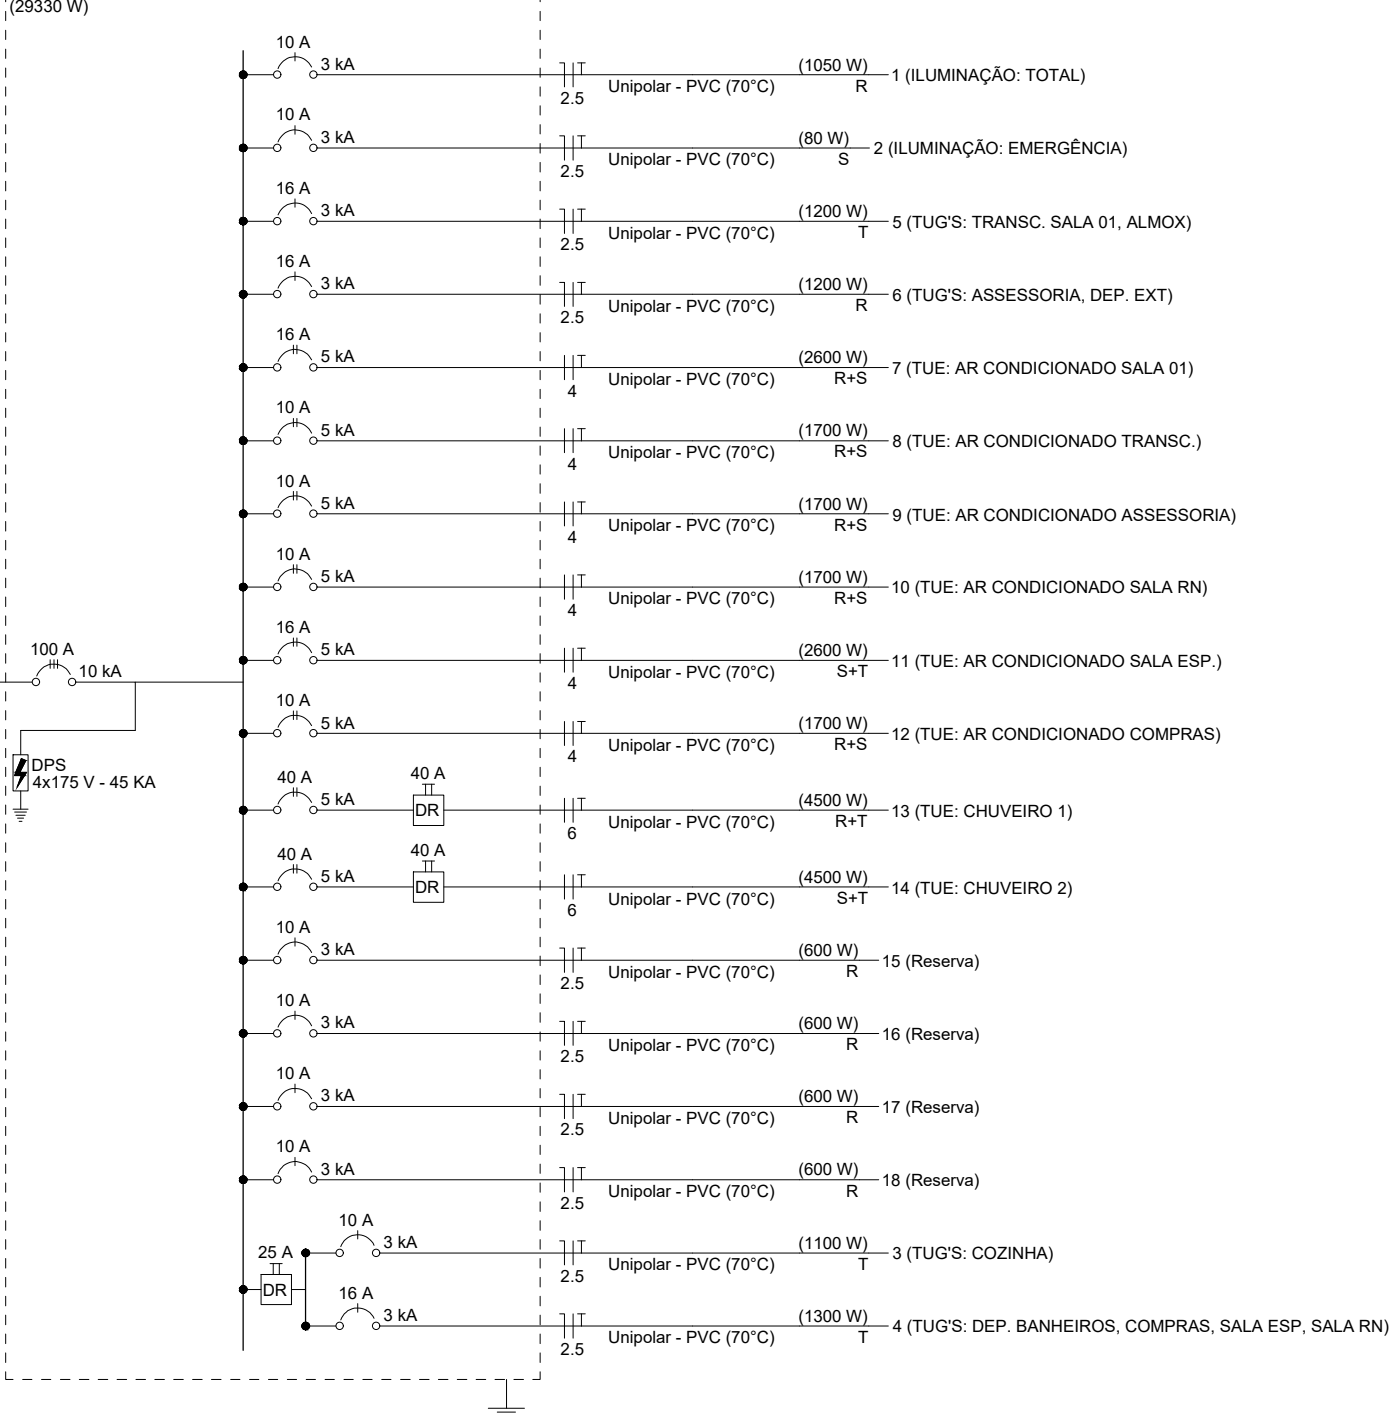 (29330 W)
10 A
3 kA
2.5
Unipolar - PVC (70°C)
(1050 W)
R
1 (ILUMINAÇÃO: TOTAL)
10 A
3 kA
2.5
Unipolar - PVC (70°C)
(80 W)
S
2 (ILUMINAÇÃO: EMERGÊNCIA)
16 A
3 kA
2.5
Unipolar - PVC (70°C)
(1200 W)
T
5 (TUG'S: TRANSC. SALA 01, ALMOX)
16 A
3 kA
2.5
Unipolar - PVC (70°C)
(1200 W)
R
6 (TUG'S: ASSESSORIA, DEP. EXT)
16 A
5 kA
4
Unipolar - PVC (70°C)
(2600 W)
R+S
7 (TUE: AR CONDICIONADO SALA 01)
10 A
5 kA
4
Unipolar - PVC (70°C)
(1700 W)
R+S
8 (TUE: AR CONDICIONADO TRANSC.)
10 A
5 kA
4
Unipolar - PVC (70°C)
(1700 W)
R+S
9 (TUE: AR CONDICIONADO ASSESSORIA)
10 A
5 kA
4
Unipolar - PVC (70°C)
(1700 W)
R+S
10 (TUE: AR CONDICIONADO SALA RN)
16 A
5 kA
4
Unipolar - PVC (70°C)
(2600 W)
S+T
11 (TUE: AR CONDICIONADO SALA ESP.)
100 A
10 kA
10 A
5 kA
4
Unipolar - PVC (70°C)
(1700 W)
R+S
12 (TUE: AR CONDICIONADO COMPRAS)
DPS
4x175 V - 45 KA
40 A
5 kA
40 A
DR
6
Unipolar - PVC (70°C)
(4500 W)
R+T
13 (TUE: CHUVEIRO 1)
40 A
5 kA
40 A
DR
6
Unipolar - PVC (70°C)
(4500 W)
S+T
14 (TUE: CHUVEIRO 2)
10 A
3 kA
2.5
Unipolar - PVC (70°C)
(600 W)
R
15 (Reserva)
10 A
3 kA
2.5
Unipolar - PVC (70°C)
(600 W)
R
16 (Reserva)
10 A
3 kA
2.5
Unipolar - PVC (70°C)
(600 W)
R
17 (Reserva)
10 A
3 kA
2.5
Unipolar - PVC (70°C)
(600 W)
R
18 (Reserva)
25 A
DR
10 A
3 kA
2.5
Unipolar - PVC (70°C)
(1100 W)
T
3 (TUG'S: COZINHA)
16 A
3 kA
2.5
Unipolar - PVC (70°C)
(1300 W)
T
4 (TUG'S: DEP. BANHEIROS, COMPRAS, SALA ESP, SALA RN)